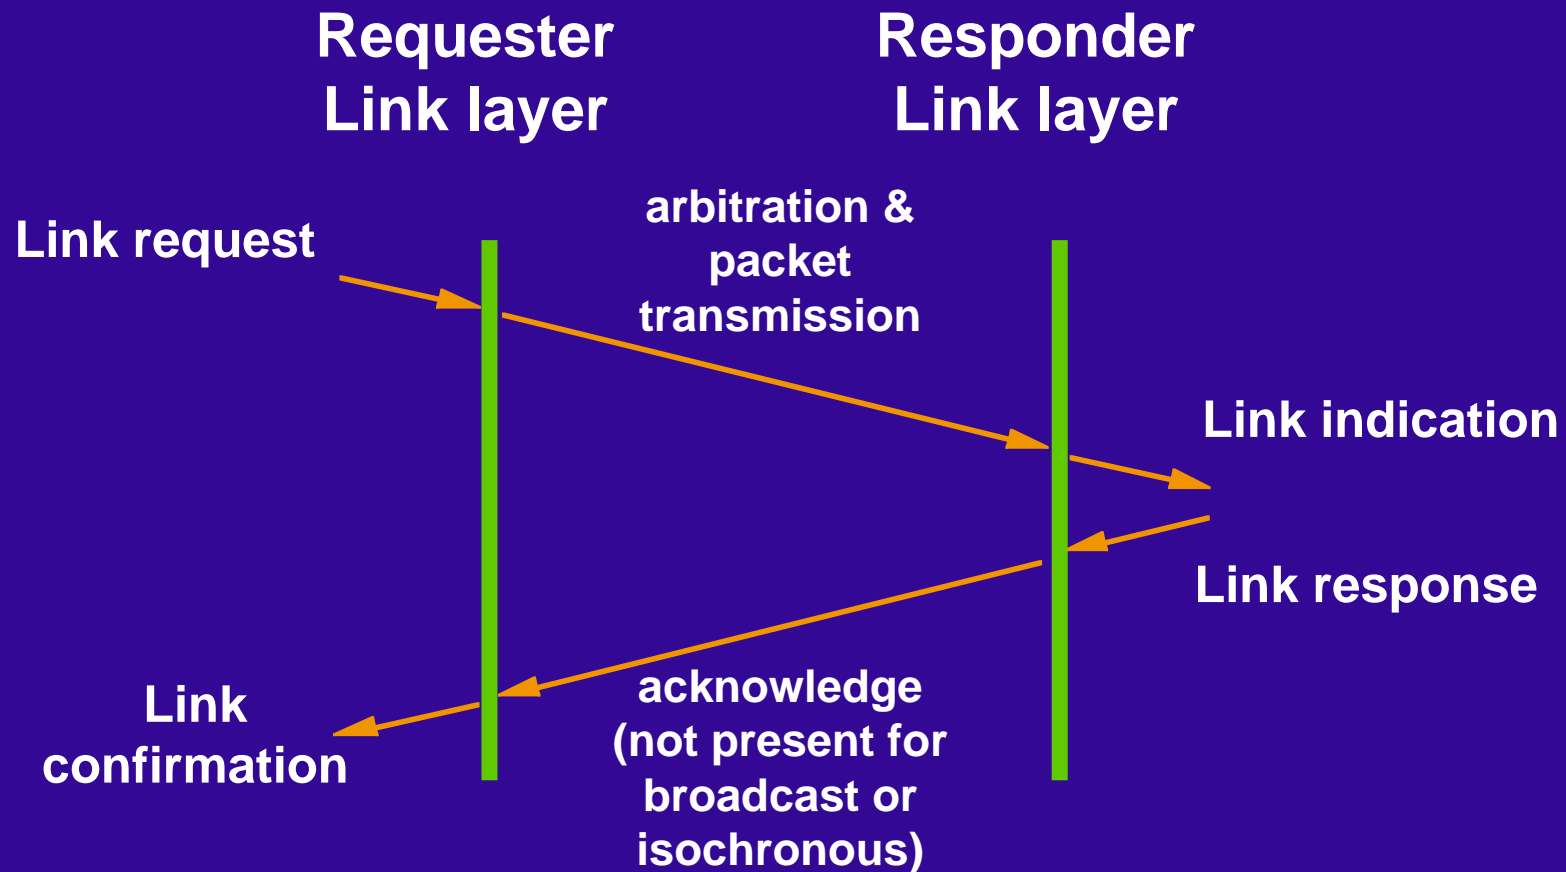 Requester
Link layer
Responder
Link layer
Link request
arbitration &
packet
transmission
Link indication
Link response
Link
confirmation
acknowledge
(not present for
broadcast or
isochronous)